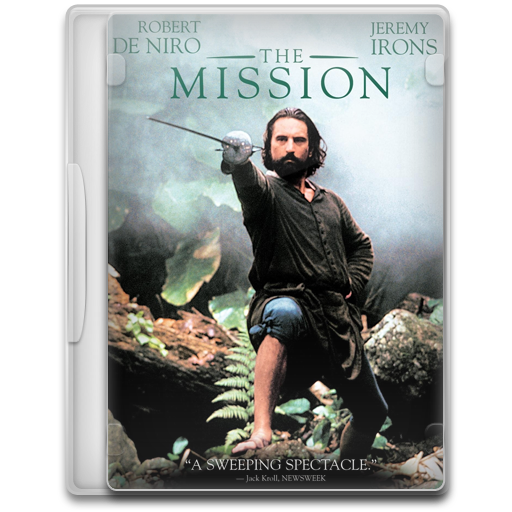 ROBERT
DE NIRO
JEREMY
IRONS
THE
MISSION
“A SWEEPING SPECTACLE.”
— Jack Kroll, NEWSWEEK